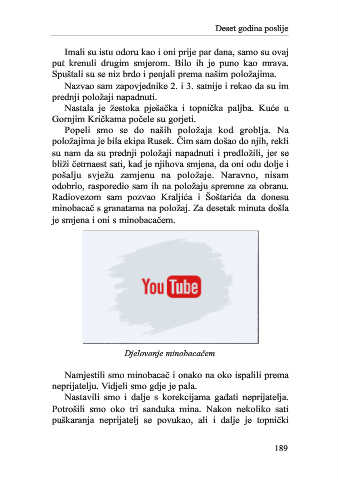 Deset godina poslije
Imali su istu odoru kao i oni prije par dana, samo su ovaj
put krenuli drugim smjerom. Bilo ih je puno kao mrava.
Spuštali su se niz brdo i penjali prema našim položajima.
Nazvao sam zapovjednike 2. i 3. satnije i rekao da su im
prednji položaji napadnuti.
Nastala je žestoka pješačka i topnička paljba. Kuće u
Gornjim Kričkama počele su gorjeti.
Popeli smo se do naših položaja kod groblja. Na
položajima je bila ekipa Rusek. Čim sam došao do njih, rekli
su nam da su prednji položaji napadnuti i predložili, jer se
bliži četrnaest sati, kad je njihova smjena, da oni odu dolje i
pošalju svježu zamjenu na položaje. Naravno, nisam
odobrio, rasporedio sam ih na položaju spremne za obranu.
Radiovezom sam pozvao Kraljića i Šoštarića da donesu
minobacač s granatama na položaj. Za desetak minuta došla
je smjena i oni s minobacačem.
YouTube
Djelovanje minobacačem
Namjestili smo minobacač i onako na oko ispalili prema
neprijatelju. Vidjeli smo gdje je pala.
Nastavili smo i dalje s korekcijama gađati neprijatelja.
Potrošili smo oko tri sanduka mina. Nakon nekoliko sati
puškaranja neprijatelj se povukao, ali i dalje je topnički
189